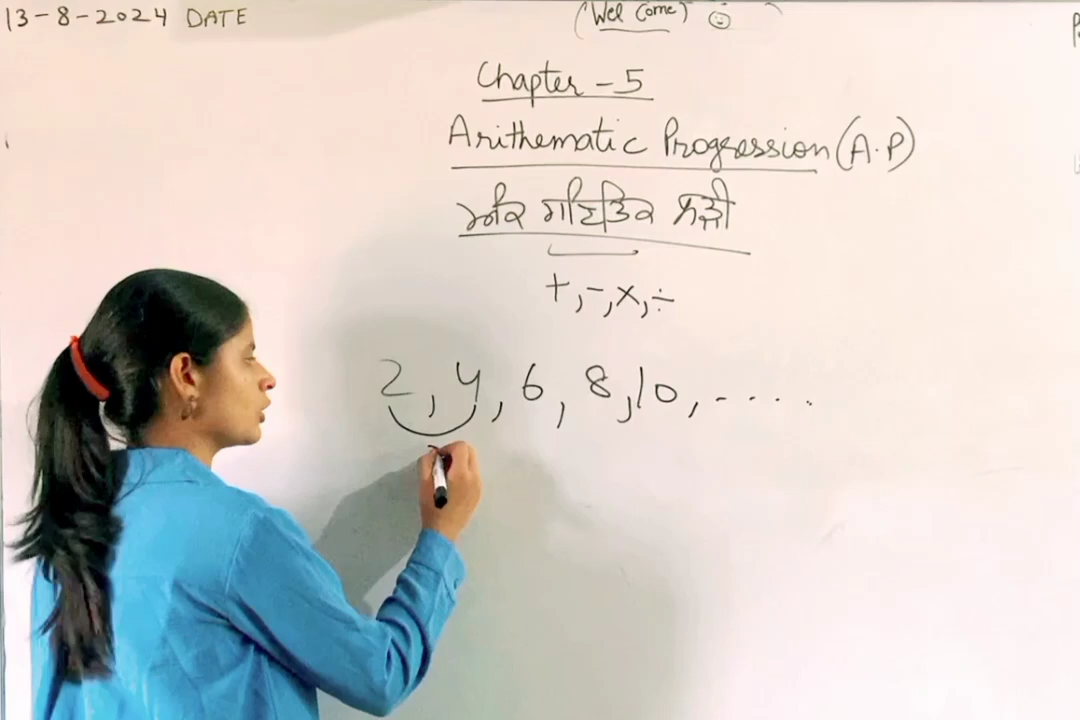 13-8-2024 DATE
(Wel Come) ☺
Chapter - 5
Arithematic Progression (A.P)
ਅੰਕ ਗਣਿਤਿਕ ਲੜੀ
+, -, ×, ÷
2, 4, 6, 8, 10, . . . . .